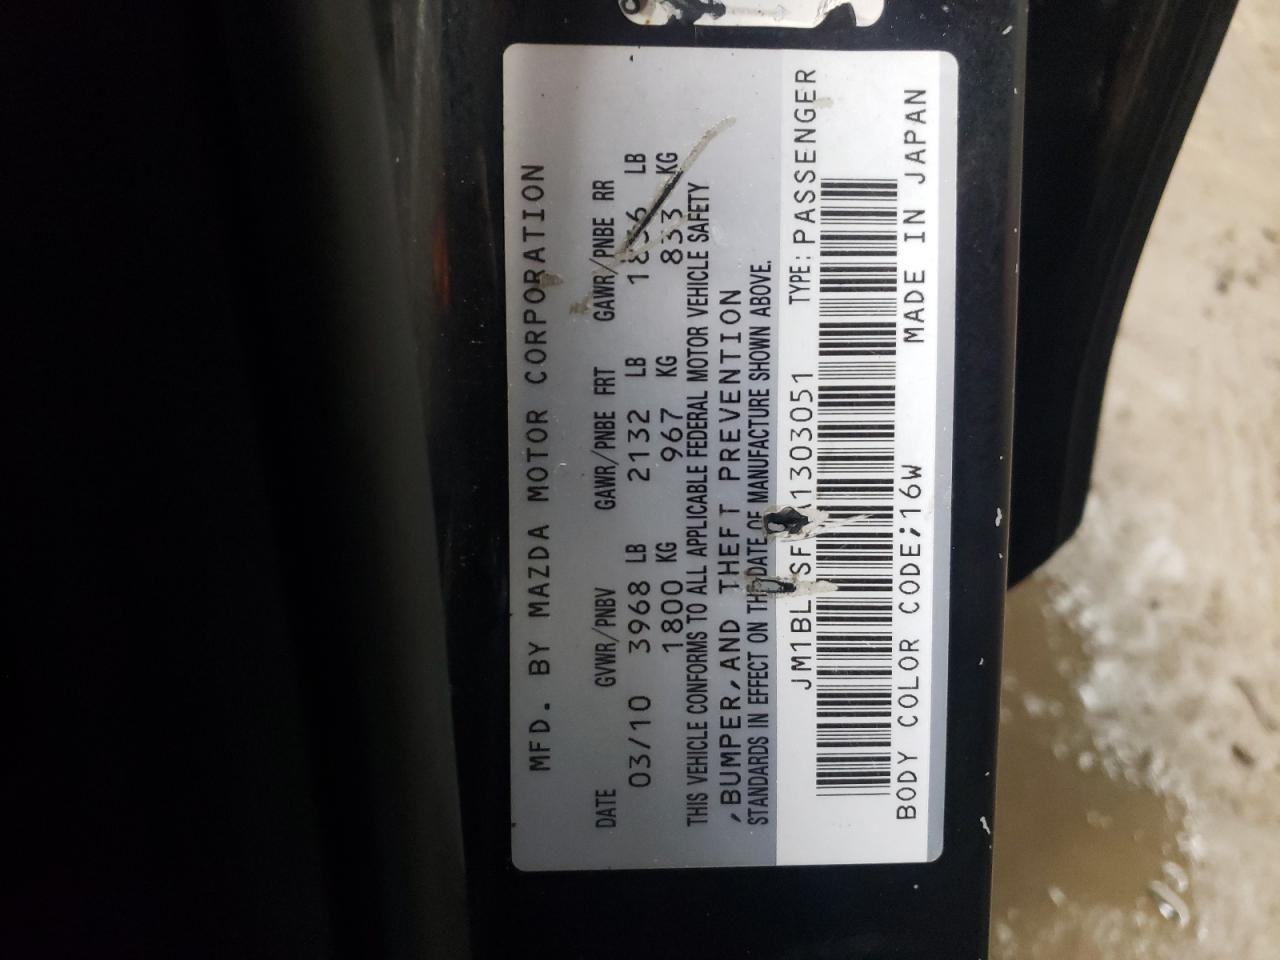 MFD. BY MAZDA MOTOR CORPORATION
DATE GVWR/PNBV GAWR/PNBE FRT GAWR/PNBE RR
03/10 3968 LB 2132 LB LB
1800 KG 967 KG 833 KG
THIS VEHICLE CONFORMS TO ALL APPLICABLE FEDERAL MOTOR VEHICLE SAFETY
,BUMPER,AND THEFT PREVENTION
STANDARDS IN EFFECT ON THE DATE OF MANUFACTURE SHOWN ABOVE.
TYPE: PASSENGER
BODY COLOR CODE;16W MADE IN JAPAN